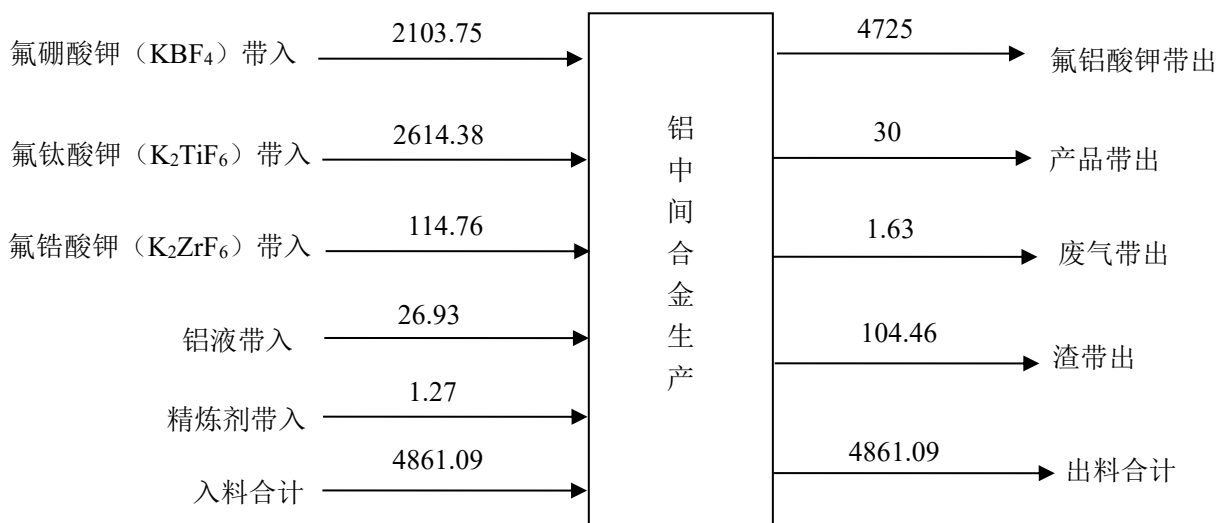 氟硼酸钾（KBF4）带入
2103.75
氟钛酸钾（K2TiF6）带入
2614.38
氟锆酸钾（K2ZrF6）带入
114.76
铝液带入
26.93
精炼剂带入
1.27
入料合计
4861.09
铝中间合金生产
4725
氟铝酸钾带出
30
产品带出
1.63
废气带出
104.46
渣带出
4861.09
出料合计